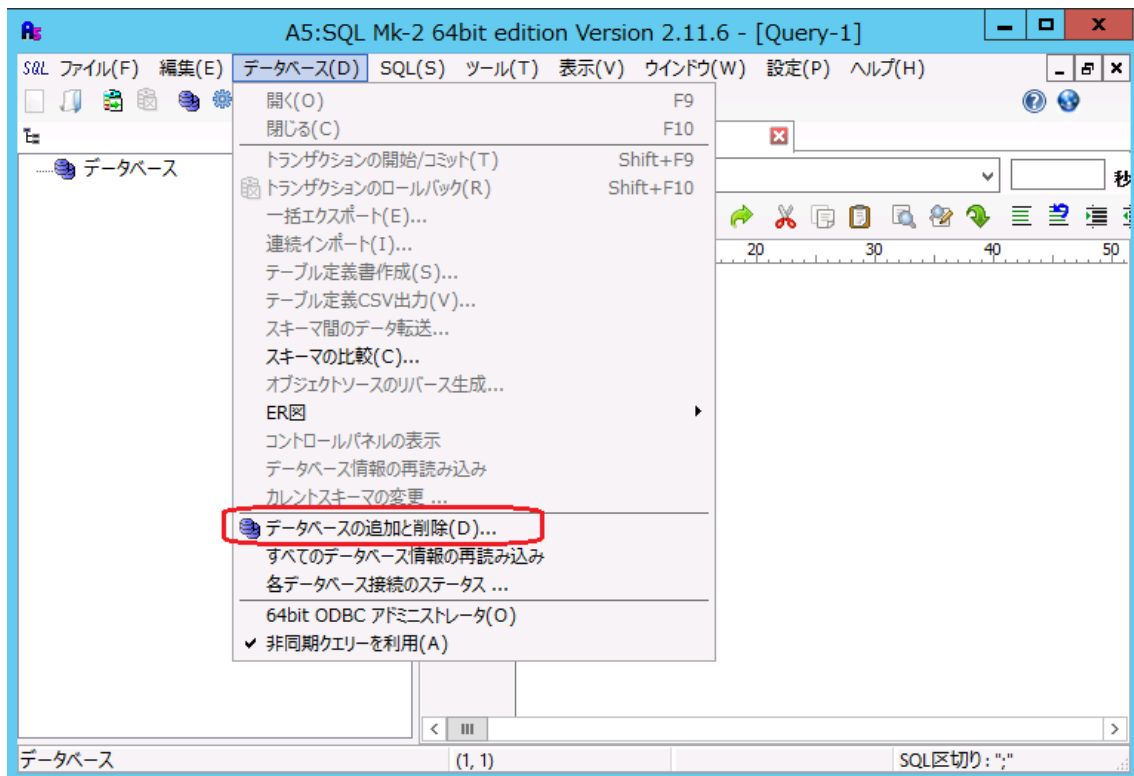 A5:SQL Mk-2 64bit edition Version 2.11.6 - [Query-1]
SQL ファイル(F) 編集(E) データベース(D) SQL(S) ツール(T) 表示(V) ウインドウ(W) 設定(P) ヘルプ(H)
開く(O) F9
閉じる(C) F10
データベース
トランザクションの開始/コミット(T) Shift+F9
トランザクションのロールバック(R) Shift+F10
秒
一括エクスポート(E)...
連続インポート(I)...
20 30 40 50
テーブル定義書作成(S)...
テーブル定義CSV出力(V)...
スキーマ間のデータ転送...
スキーマの比較(C)...
オブジェクトソースのリバース生成...
ER図
コントロールパネルの表示
データベース情報の再読み込み
カレントスキーマの変更 ...
データベースの追加と削除(D)...
すべてのデータベース情報の再読み込み
各データベース接続のステータス ...
64bit ODBC アドミニストレータ(O)
非同期クエリーを利用(A)
データベース (1, 1) SQL区切り : ";"